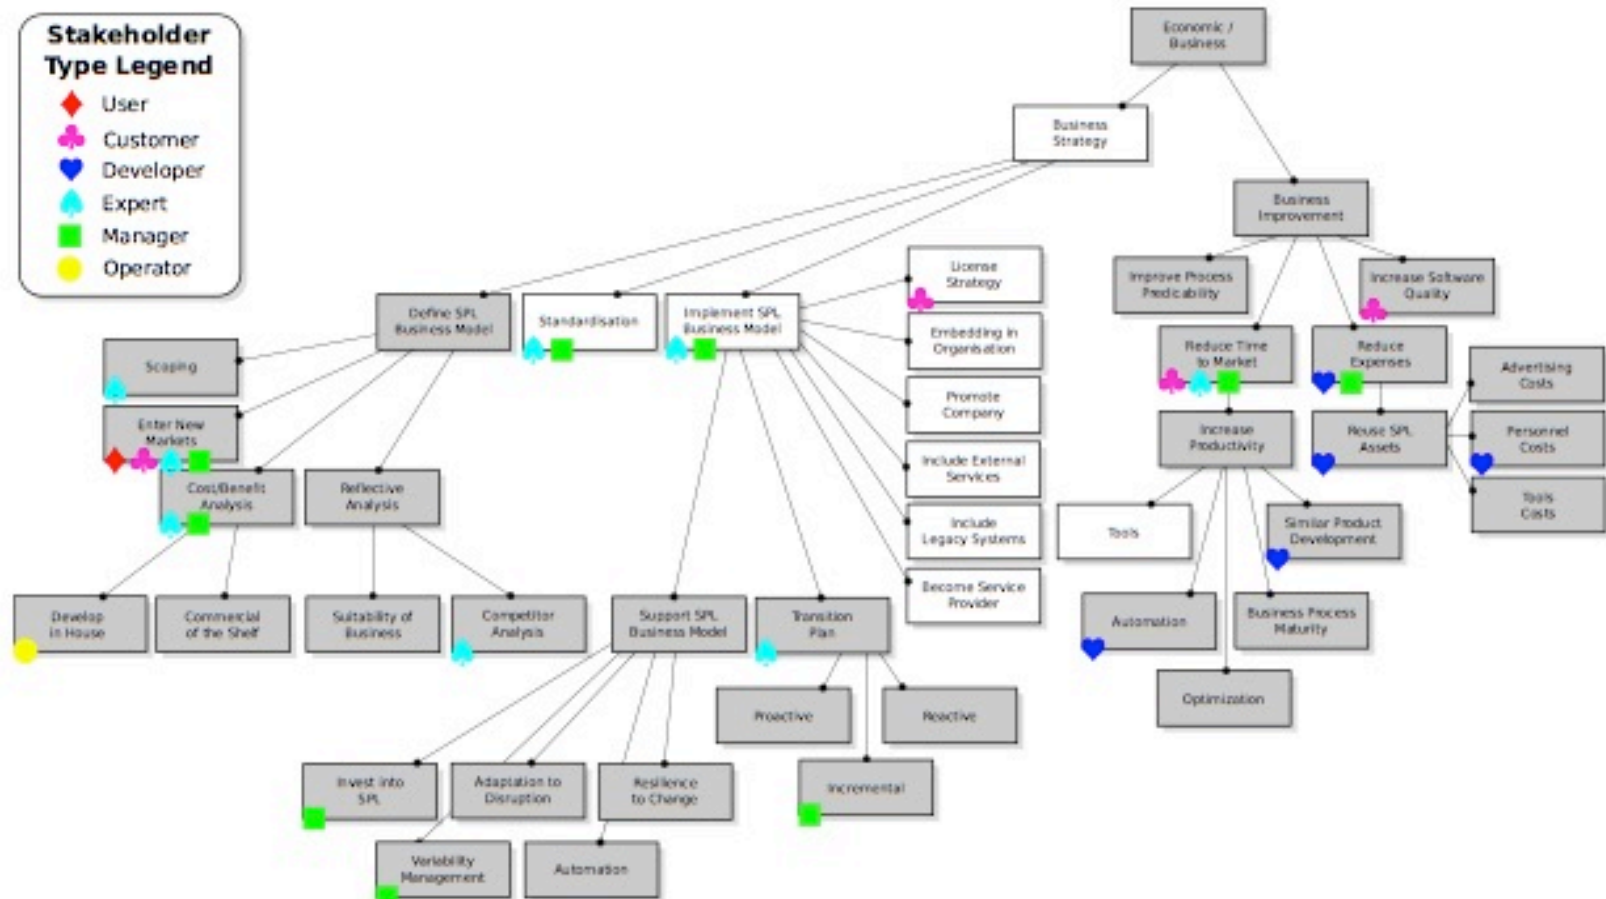 Stakeholder
Type Legend
User
Customer
Developer
Expert
Manager
Operator
Economic /
Business
Business
Strategy
Business
Improvement
Improve Process
Predicability
Increase Software
Quality
Reduce Time
to Market
Reduce
Expenses
Advertising
Costs
Increase
Productivity
Reuse SPL
Assets
Personnel
Costs
Tools
Costs
Tools
Similar Product
Development
Automation
Business Process
Maturity
Optimization
Define SPL
Business Model
Standardisation
Implement SPL
Business Model
License
Strategy
Embedding in
Organisation
Promote
Company
Include External
Services
Include
Legacy Systems
Become Service
Provider
Scoping
Enter New
Markets
Cost/Benefit
Analysis
Reflective
Analysis
Develop
in House
Commercial
of the Shelf
Suitability of
Business
Competitor
Analysis
Support SPL
Business Model
Transition
Plan
Proactive
Reactive
Incremental
Invest into
SPL
Adaptation to
Disruption
Resilience
to Change
Variability
Management
Automation